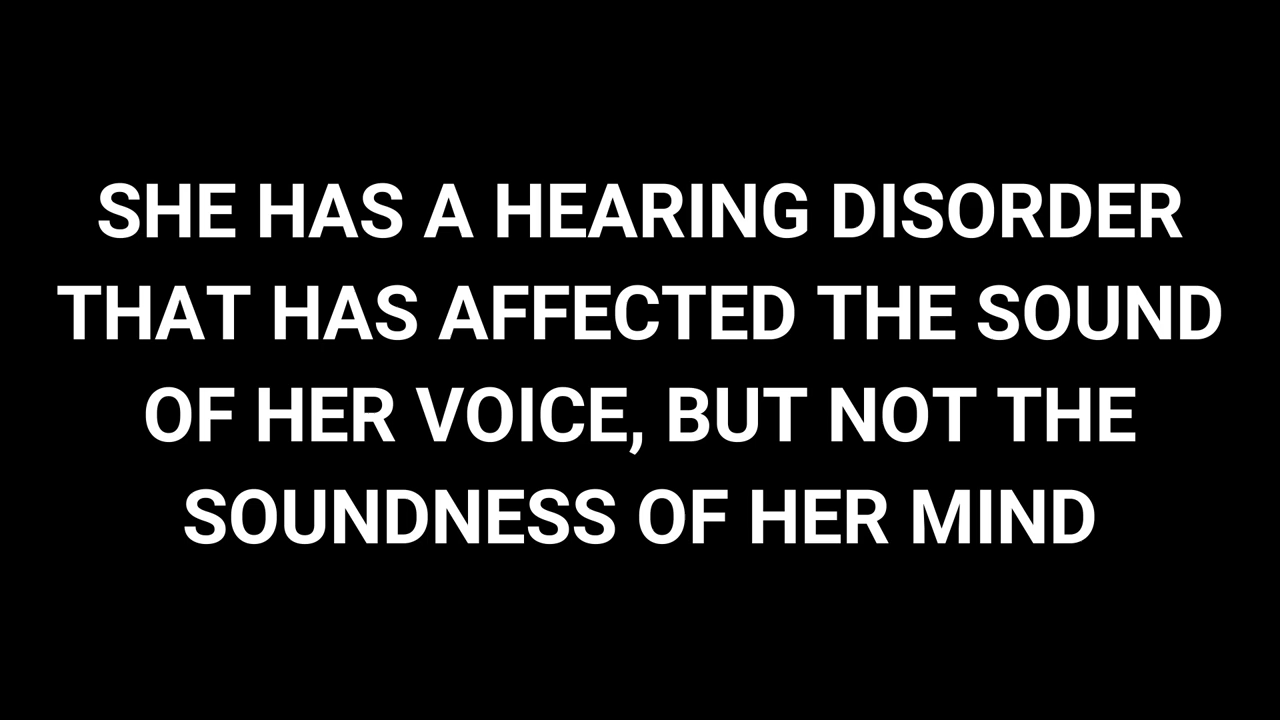 SHE HAS A HEARING DISORDER
THAT HAS AFFECTED THE SOUND
OF HER VOICE, BUT NOT THE
SOUNDNESS OF HER MIND